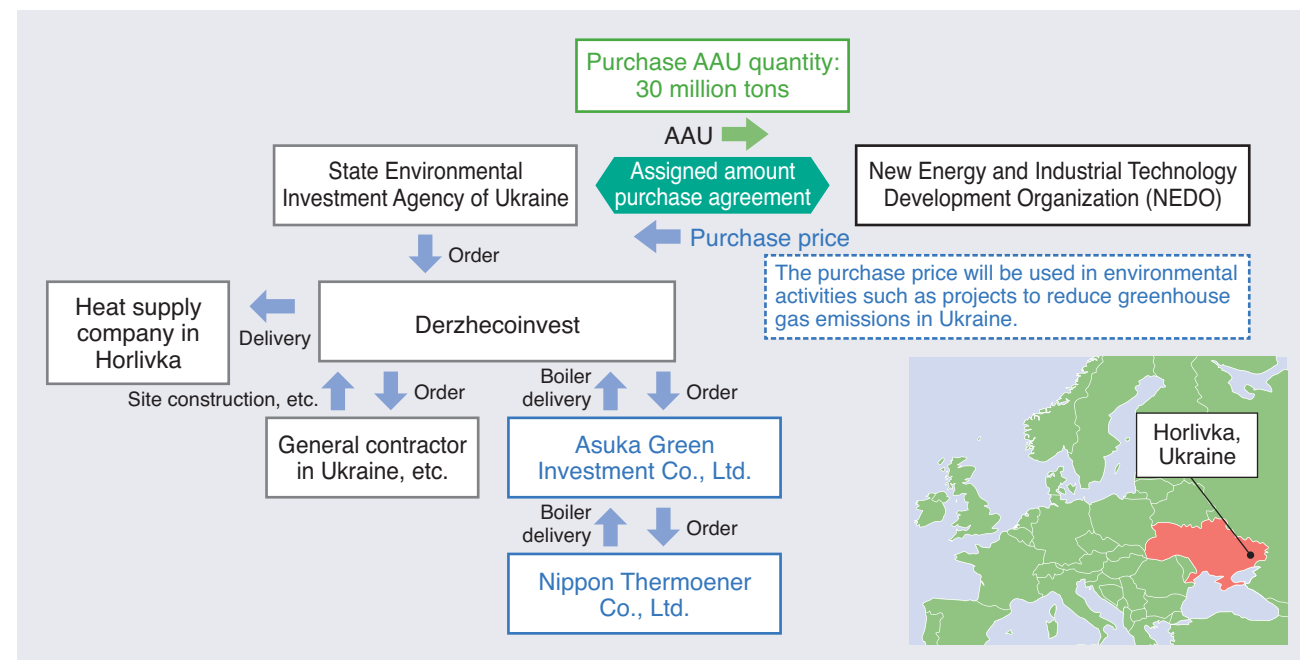 Purchase AAU quantity:
30 million tons
AAU
State Environmental
Investment Agency of Ukraine
Assigned amount
purchase agreement
New Energy and Industrial Technology
Development Organization (NEDO)
Purchase price
Order
The purchase price will be used in environmental
activities such as projects to reduce greenhouse
gas emissions in Ukraine.
Heat supply
company in
Horlivka
Delivery
Derzhecoinvest
Site construction, etc.
Order
Boiler
delivery
Order
General contractor
in Ukraine, etc.
Asuka Green
Investment Co., Ltd.
Boiler
delivery
Order
Nippon Thermoener
Co., Ltd.
Horlivka,
Ukraine